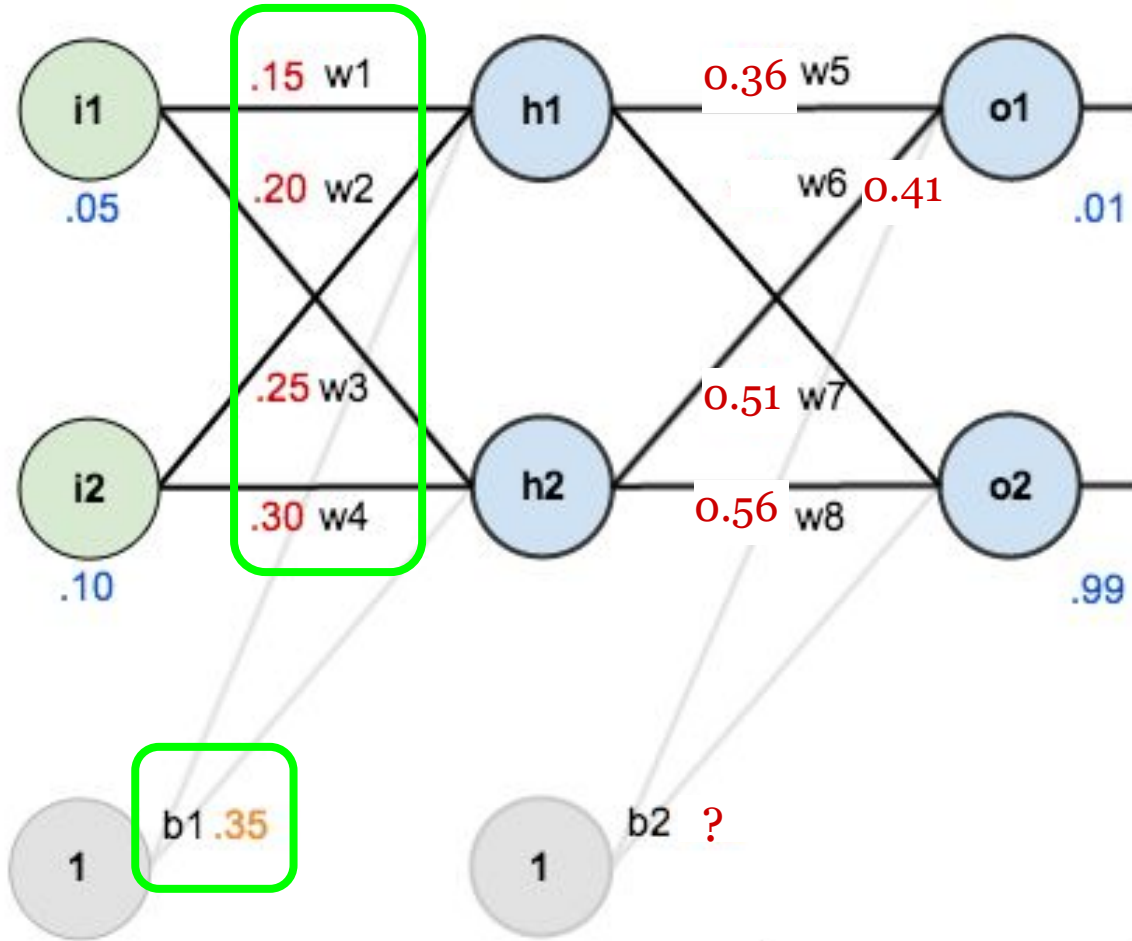 .15 w1
0.36 w5
i1
h1
o1
.20 w2
w6 0.41
.05
.01
.25 w3
0.51 w7
i2
h2
o2
.30 w4
0.56 w8
.10
.99
b1 .35
b2 ?
1
1